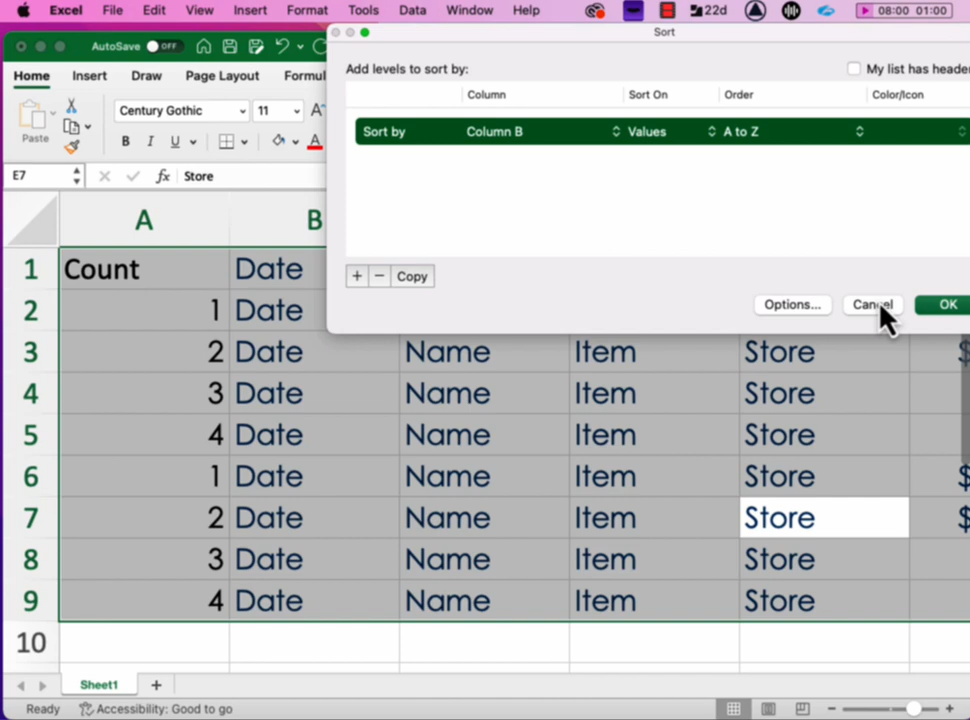 Excel File Edit View Insert Format Tools Data Window Help 22d 08:00 01:00
AutoSave OFF
Sort
Home Insert Draw Page Layout Formul
Add levels to sort by:
My list has heade
Column Sort On Order Color/Icon
Sort by Column B Values A to Z
Paste Century Gothic 11 A
B I U A
E7 fx Store
+ − Copy
Options... Cancel OK
A B
1 Count Date
2 1 Date
3 2 Date Name Item Store $
4 3 Date Name Item Store
5 4 Date Name Item Store
6 1 Date Name Item Store $
7 2 Date Name Item Store $
8 3 Date Name Item Store
9 4 Date Name Item Store
10
Sheet1 +
Ready Accessibility: Good to go − +